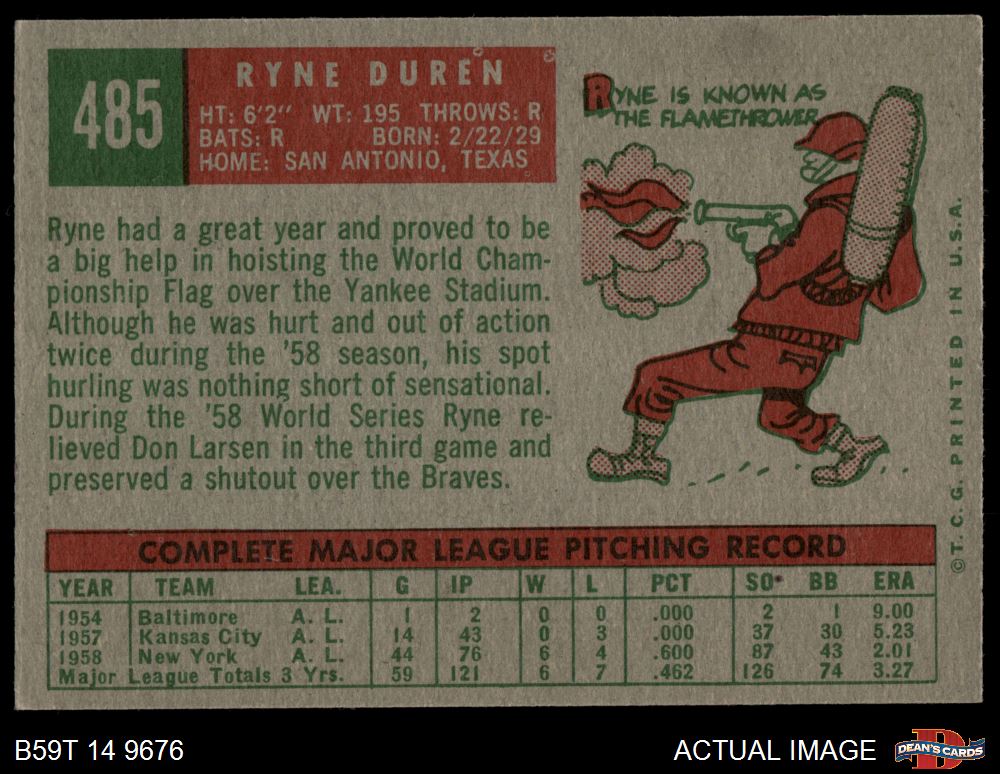 485
RYNE DUREN
HT: 6'2" WT: 195 THROWS: R
BATS: R BORN: 2/22/29
HOME: SAN ANTONIO, TEXAS
RYNE IS KNOWN AS
THE FLAMETHROWER
Ryne had a great year and proved to be
a big help in hoisting the World Cham-
pionship Flag over the Yankee Stadium.
Although he was hurt and out of action
twice during the '58 season, his spot
hurling was nothing short of sensational.
During the '58 World Series Ryne re-
lieved Don Larsen in the third game and
preserved a shutout over the Braves.
COMPLETE MAJOR LEAGUE PITCHING RECORD
YEAR TEAM LEA. G IP W L PCT SO BB ERA
1954 Baltimore A. L. 1 2 0 0 .000 2 1 9.00
1957 Kansas City A. L. 14 43 0 3 .000 37 30 5.23
1958 New York A. L. 44 76 6 4 .600 87 43 2.01
Major League Totals 3 Yrs. 59 121 6 7 .462 126 74 3.27
©T. C. G. PRINTED IN U.S.A.
B59T 14 9676
ACTUAL IMAGE
D
DEAN'S CARDS